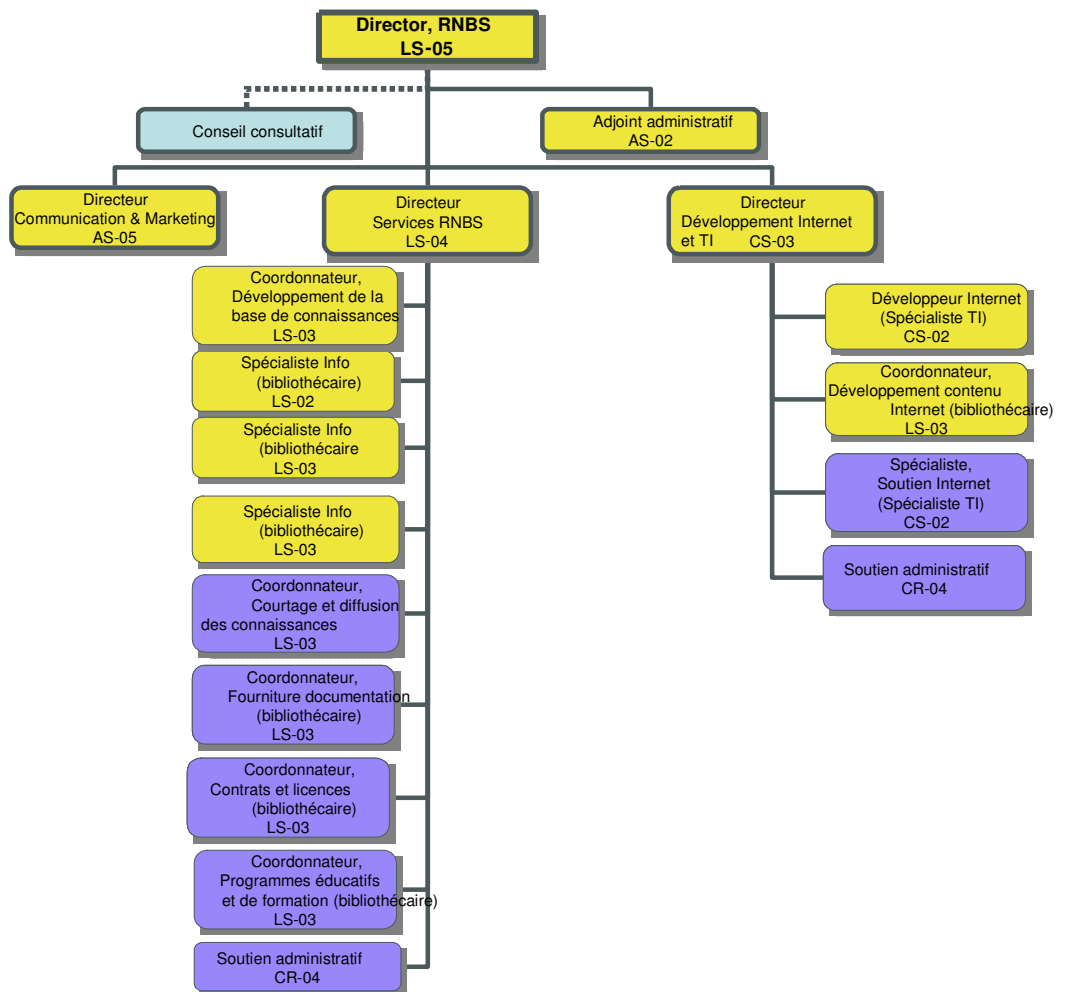 Director, RNBS
LS-05
Conseil consultatif
Adjoint administratif
AS-02
Directeur
Communication & Marketing
AS-05
Directeur
Services RNBS
LS-04
Directeur
Développement Internet
et TI CS-03
Coordonnateur,
Développement de la
base de connaissances
LS-03
Spécialiste Info
(bibliothécaire)
LS-02
Spécialiste Info
(bibliothécaire
LS-03
Spécialiste Info
(bibliothécaire)
LS-03
Coordonnateur,
Courtage et diffusion
des connaissances
LS-03
Coordonnateur,
Fourniture documentation
(bibliothécaire)
LS-03
Coordonnateur,
Contrats et licences
(bibliothécaire)
LS-03
Coordonnateur,
Programmes éducatifs
et de formation (bibliothécaire)
LS-03
Soutien administratif
CR-04
Développeur Internet
(Spécialiste TI)
CS-02
Coordonnateur,
Développement contenu
Internet (bibliothécaire)
LS-03
Spécialiste,
Soutien Internet
(Spécialiste TI)
CS-02
Soutien administratif
CR-04